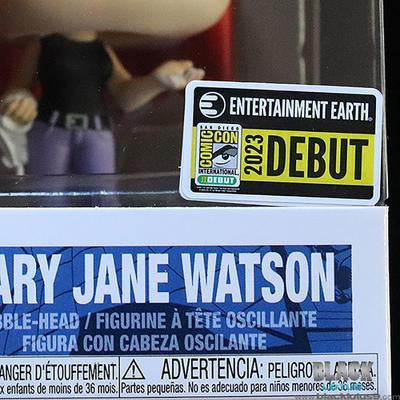 ENTERTAINMENT EARTH
SAN DIEGO
COMIC CON
INTERNATIONAL
DEBUT
2023
DEBUT
ARY JANE WATSON
BBLE-HEAD / FIGURINE À TÊTE OSCILLANTE
FIGURA CON CABEZA OSCILANTE
ANGER D'ÉTOUFFEMENT.
x enfants de moins de 36 mois.
ADVERTENCIA: PELIGRO
Partes pequeñas. No es adecuado para niños menores de 36 meses.
BLACK